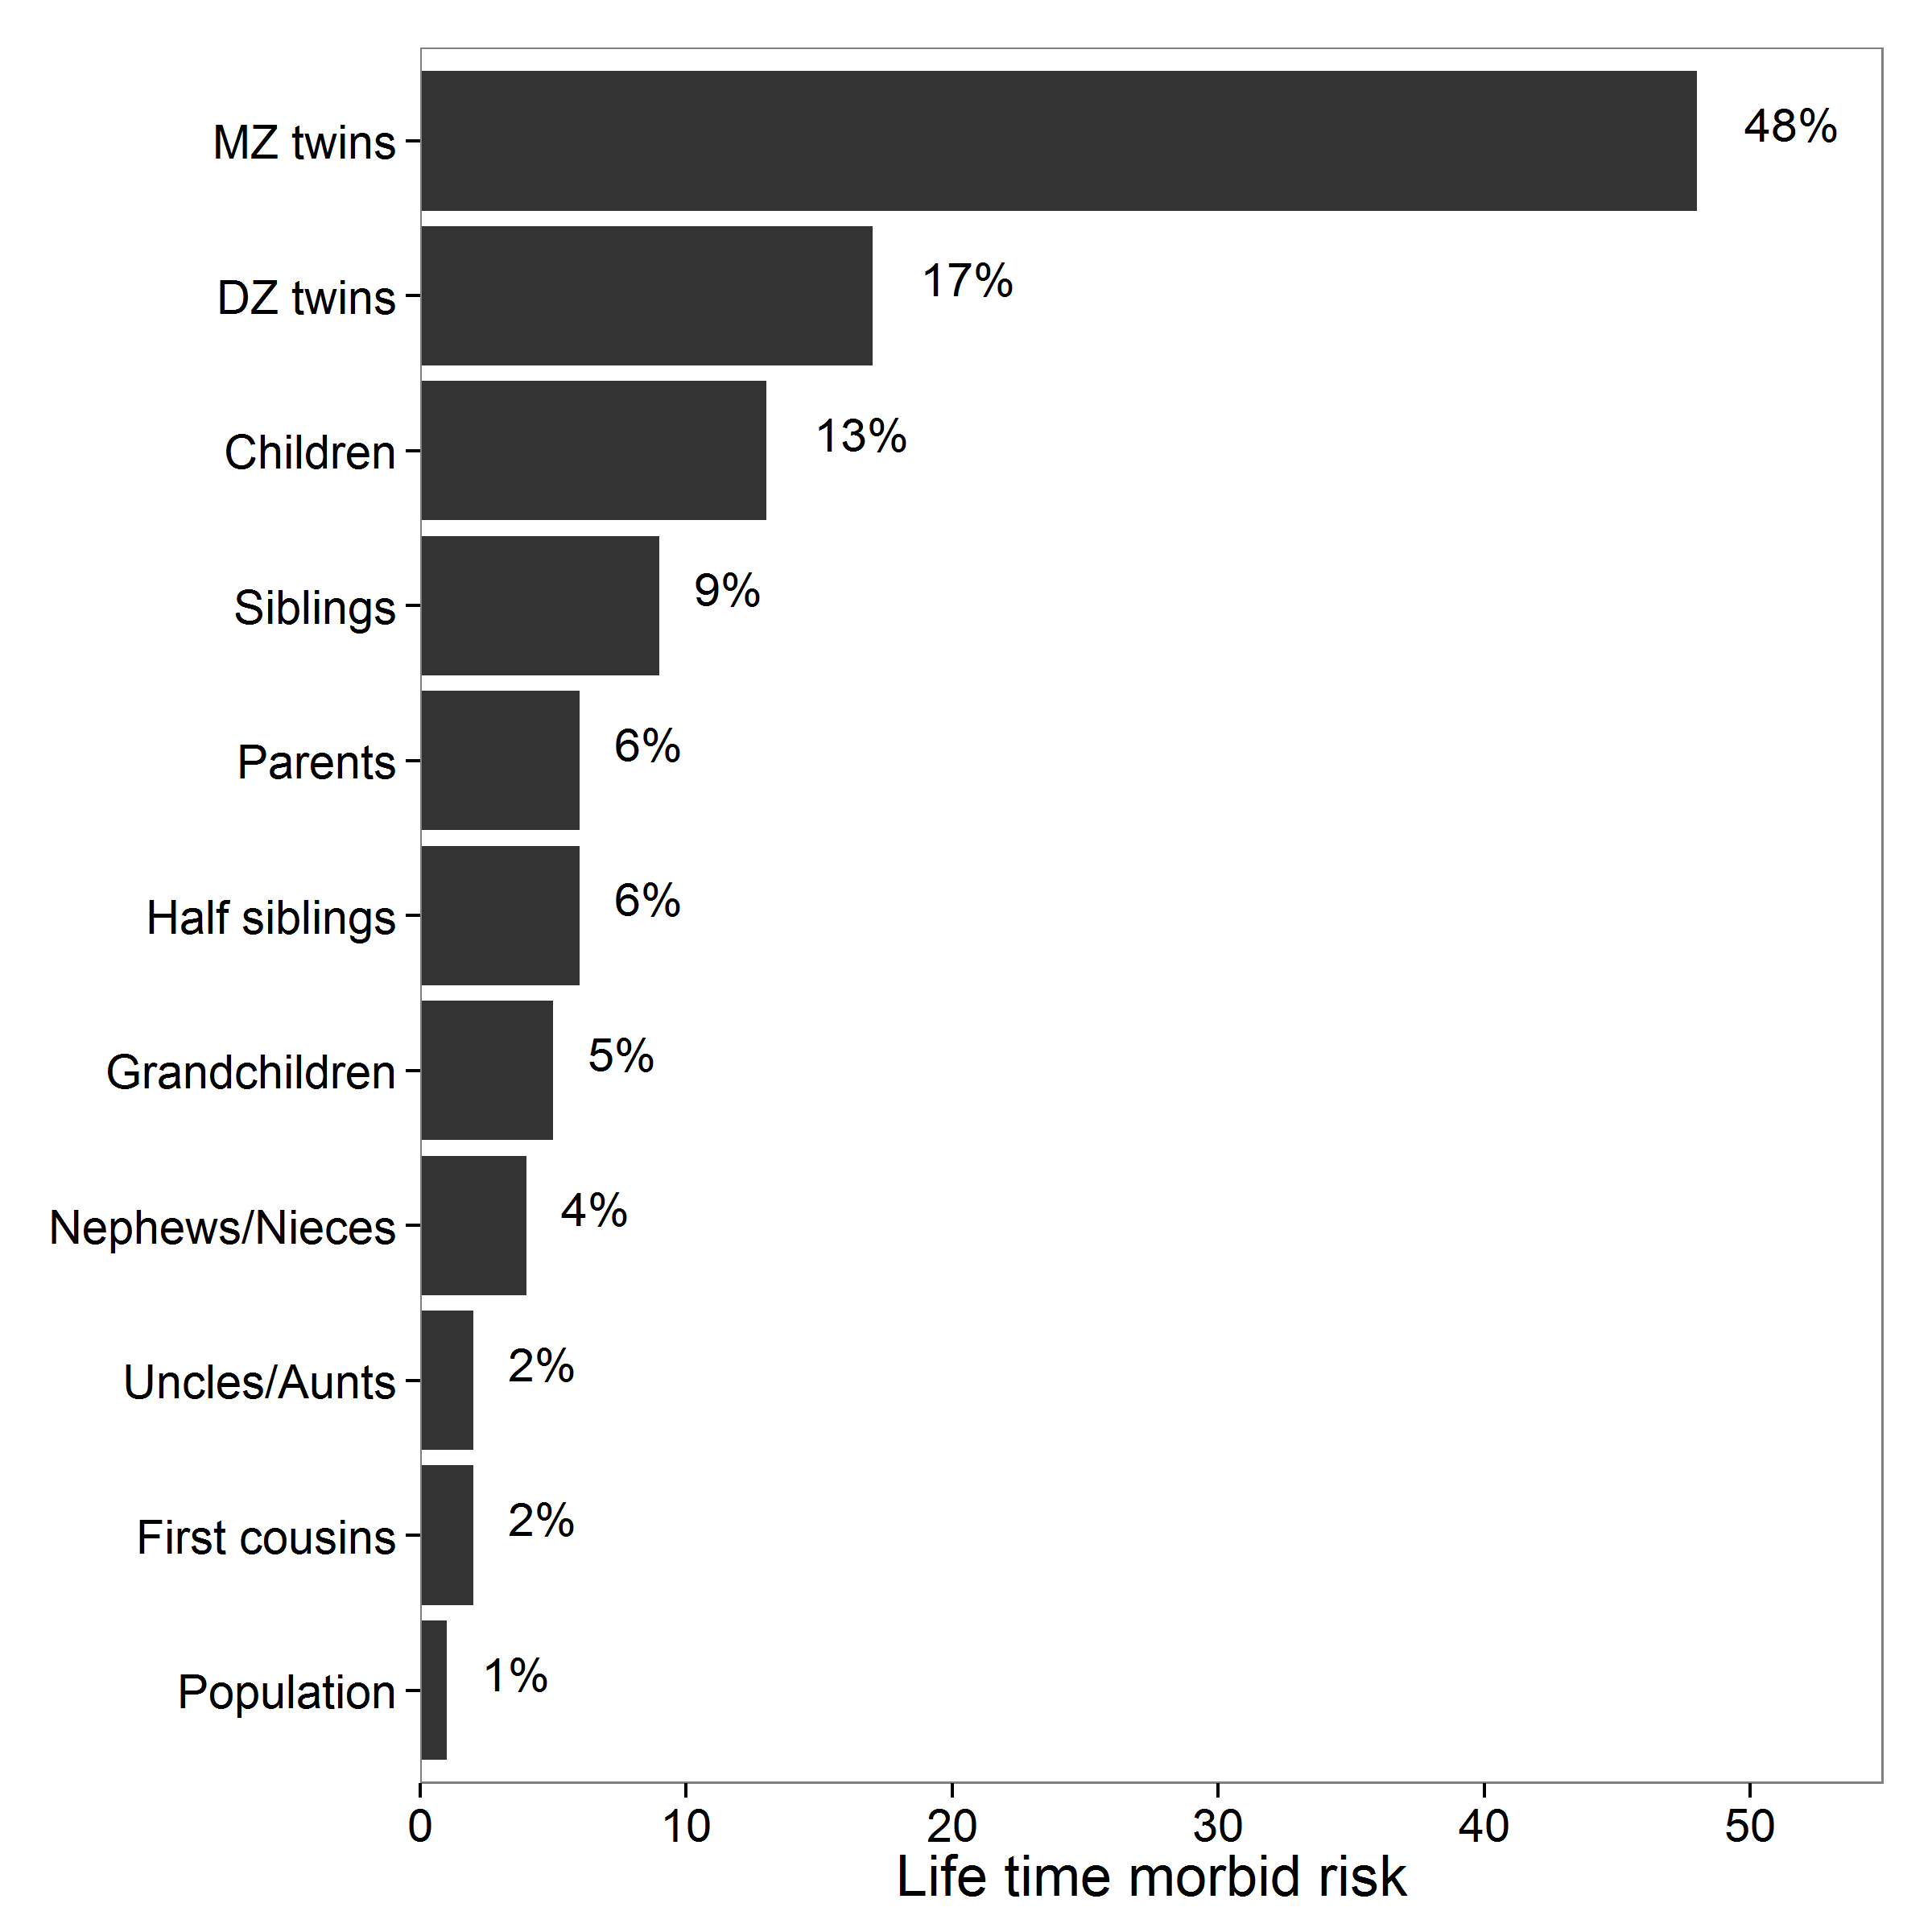 MZ twins 48%
DZ twins 17%
Children 13%
Siblings 9%
Parents 6%
Half siblings 6%
Grandchildren 5%
Nephews/Nieces 4%
Uncles/Aunts 2%
First cousins 2%
Population 1%
0 10 20 30 40 50
Life time morbid risk